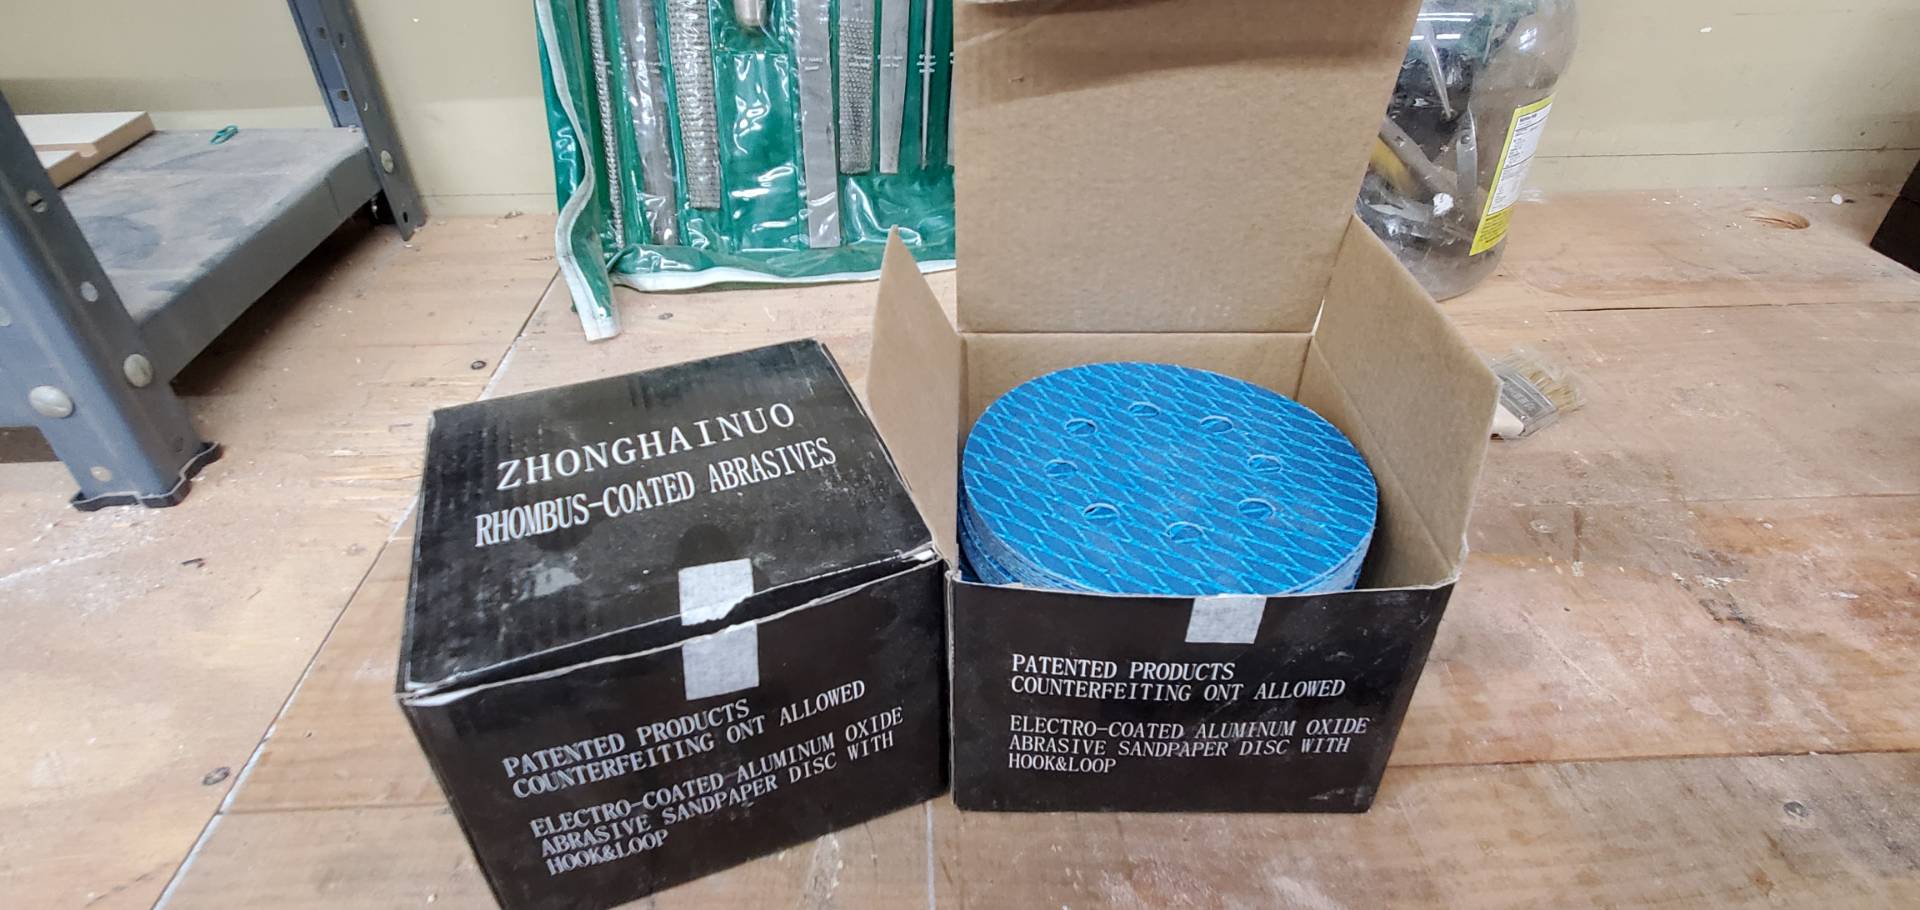 ZHONGHAINUO
RHOMBUS-COATED ABRASIVES
PATENTED PRODUCTS
COUNTERFEITING ONT ALLOWED
ELECTRO-COATED ALUMINUM OXIDE
ABRASIVE SANDPAPER DISC WITH
HOOK&LOOP
PATENTED PRODUCTS
COUNTERFEITING ONT ALLOWED
ELECTRO-COATED ALUMINUM OXIDE
ABRASIVE SANDPAPER DISC WITH
HOOK&LOOP